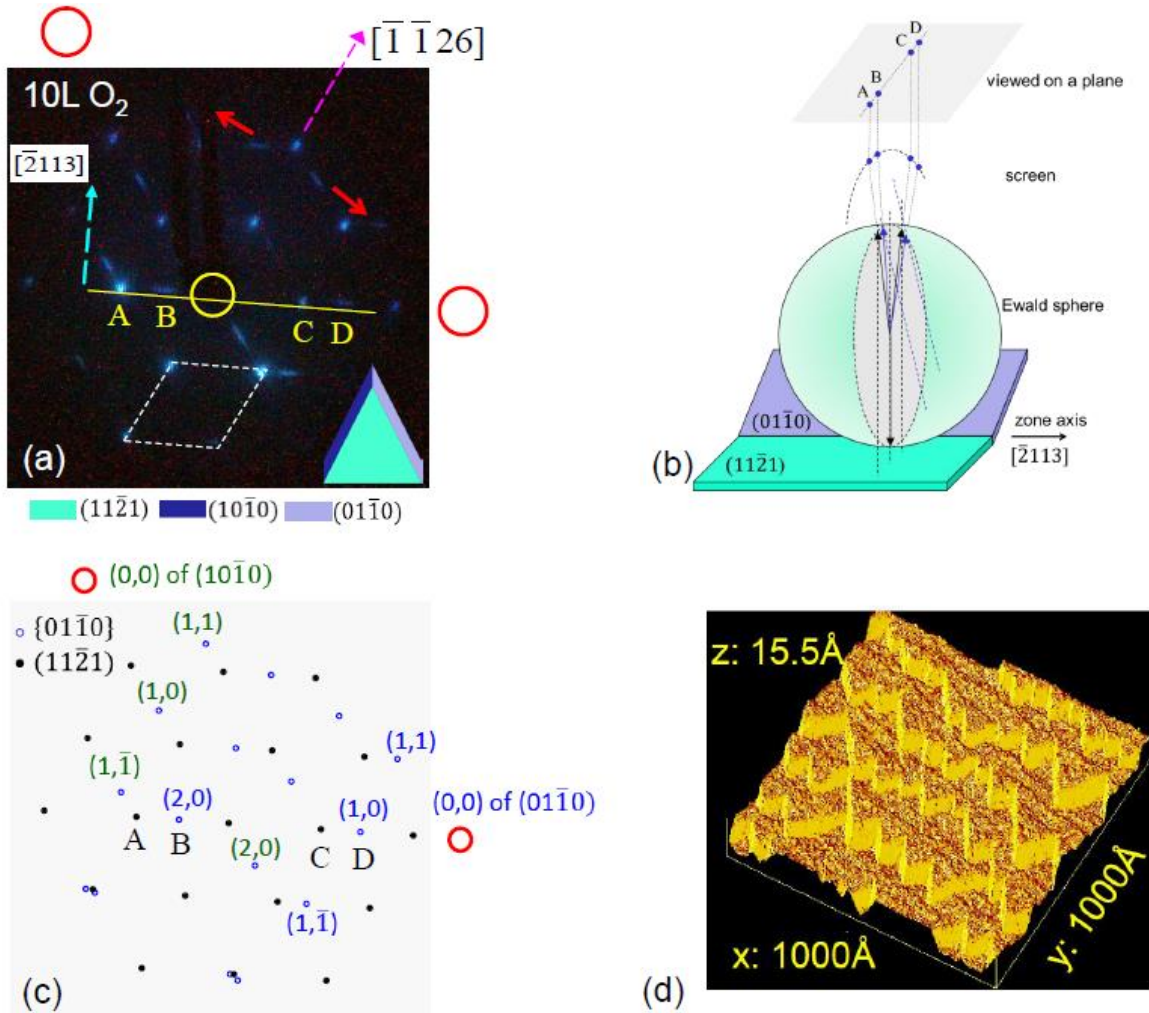 [1̅ 1̅26]
10L O₂
[2̅113]
A B C D
(a)
(112̅1) (101̅0) (011̅0)
A B C D
viewed on a plane
screen
Ewald sphere
(011̅0)
(112̅1)
zone axis
[2̅113]
(b)
(0,0) of (101̅0)
{011̅0}
(112̅1)
(1,1)
(1,0)
(1,1̅)
(1,1)
(2,0)
(1,0)
(0,0) of (011̅0)
A B C D
(2,0)
(1,1̅)
(c)
z: 15.5Å
x: 1000Å
y: 1000Å
(d)